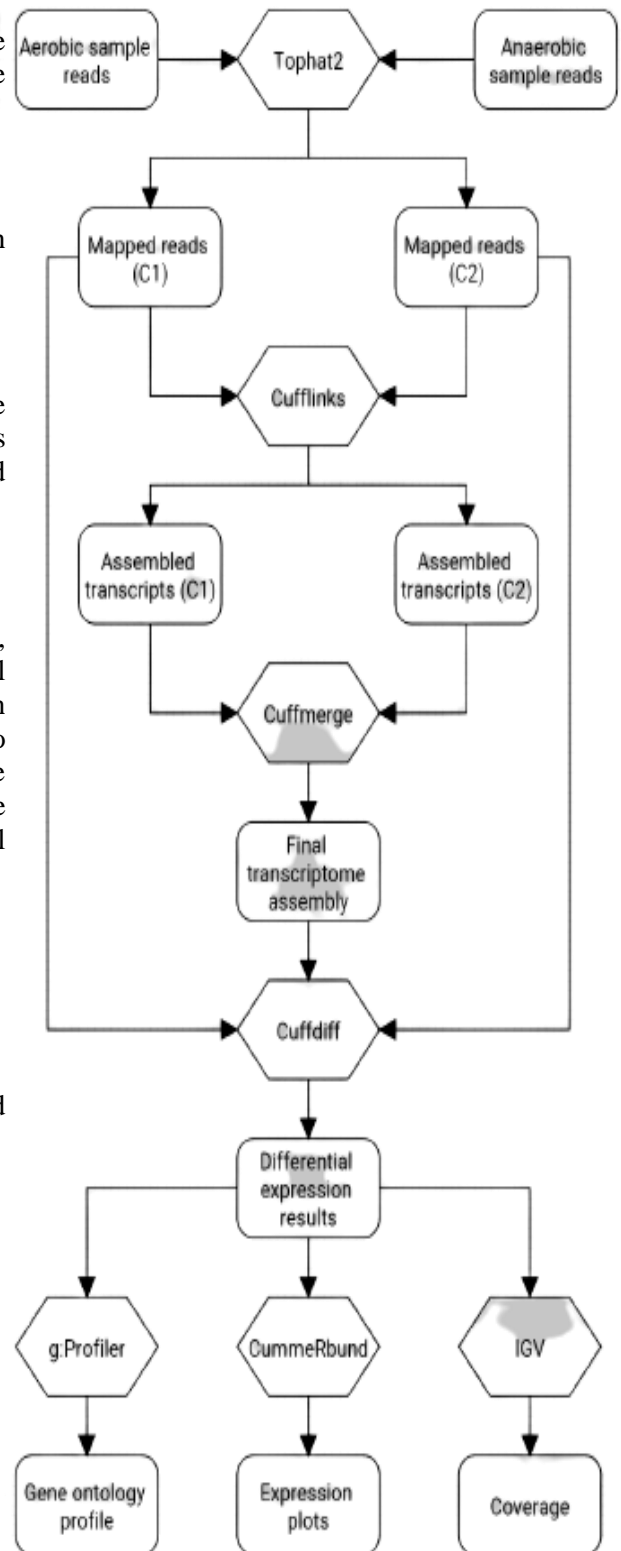 Aerobic sample
reads
Tophat2
Anaerobic
sample reads
e
e
Mapped reads
(C1)
Mapped reads
(C2)
n
Cufflinks
e
s
d
Assembled
transcripts (C1)
Assembled
transcripts (C2)
,
l
n
o
e
e
l
Cuffmerge
Final
transcriptome
assembly
Cuffdiff
d
Differential
expression
results
g:Profiler
CummeRbund
IGV
Gene ontology
profile
Expression
plots
Coverage